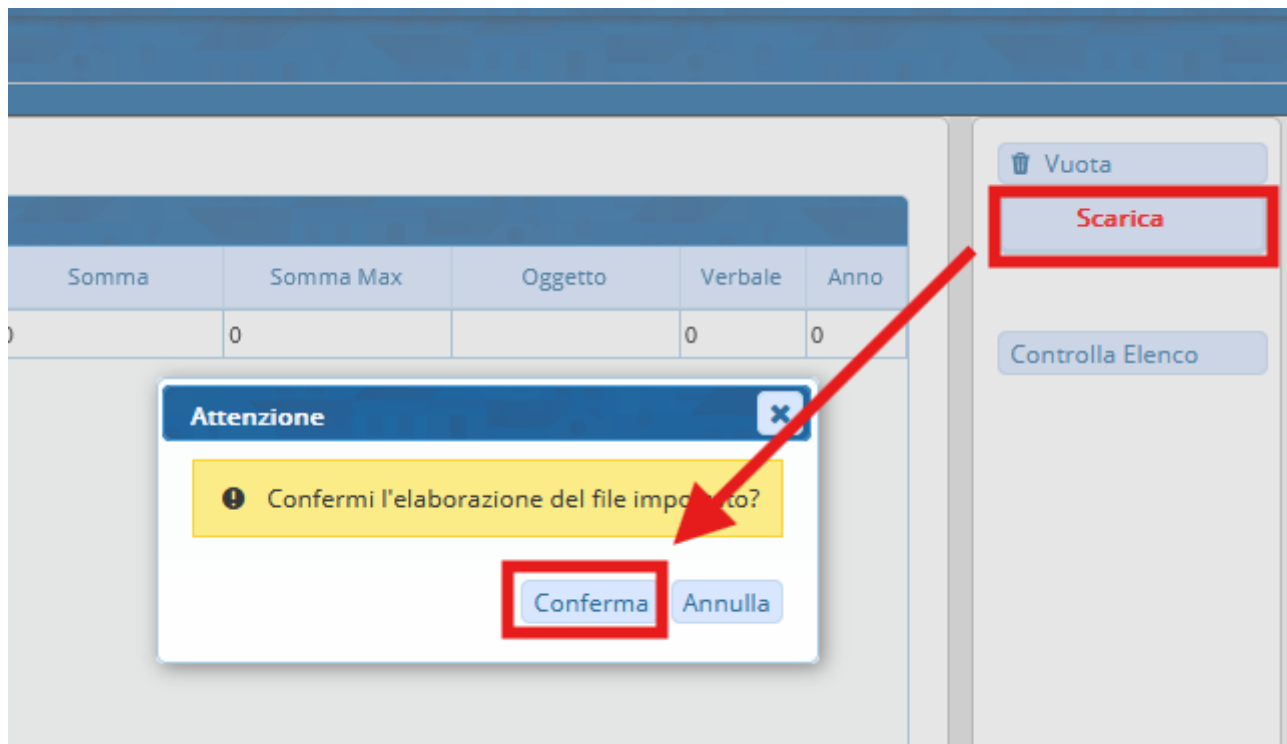 Vuota
Scarica
Somma Somma Max Oggetto Verbale Anno
0 0 0
Controlla Elenco
Attenzione
Confermi l'elaborazione del file
Conferma Annulla